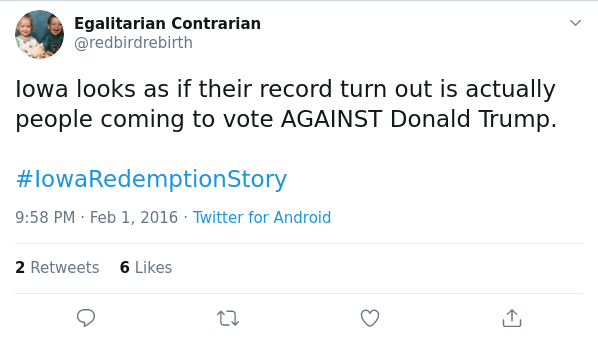 Egalitarian Contrarian
@redbirdrebirth
Iowa looks as if their record turn out is actually
people coming to vote AGAINST Donald Trump.
#IowaRedemptionStory
9:58 PM · Feb 1, 2016 · Twitter for Android
2 Retweets 6 Likes